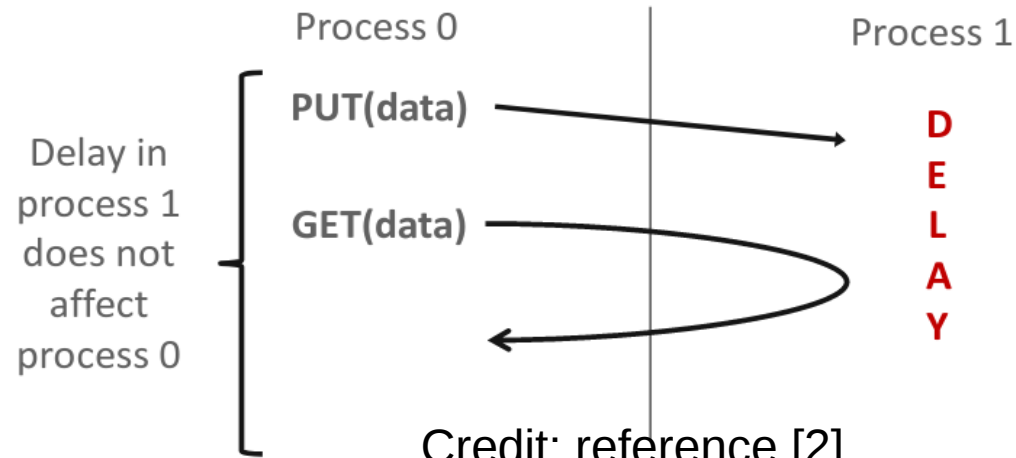 Process 0
Process 1
PUT(data)
GET(data)
Delay in
process 1
does not
affect
process 0
D
E
L
A
Y
Credit: reference [2]